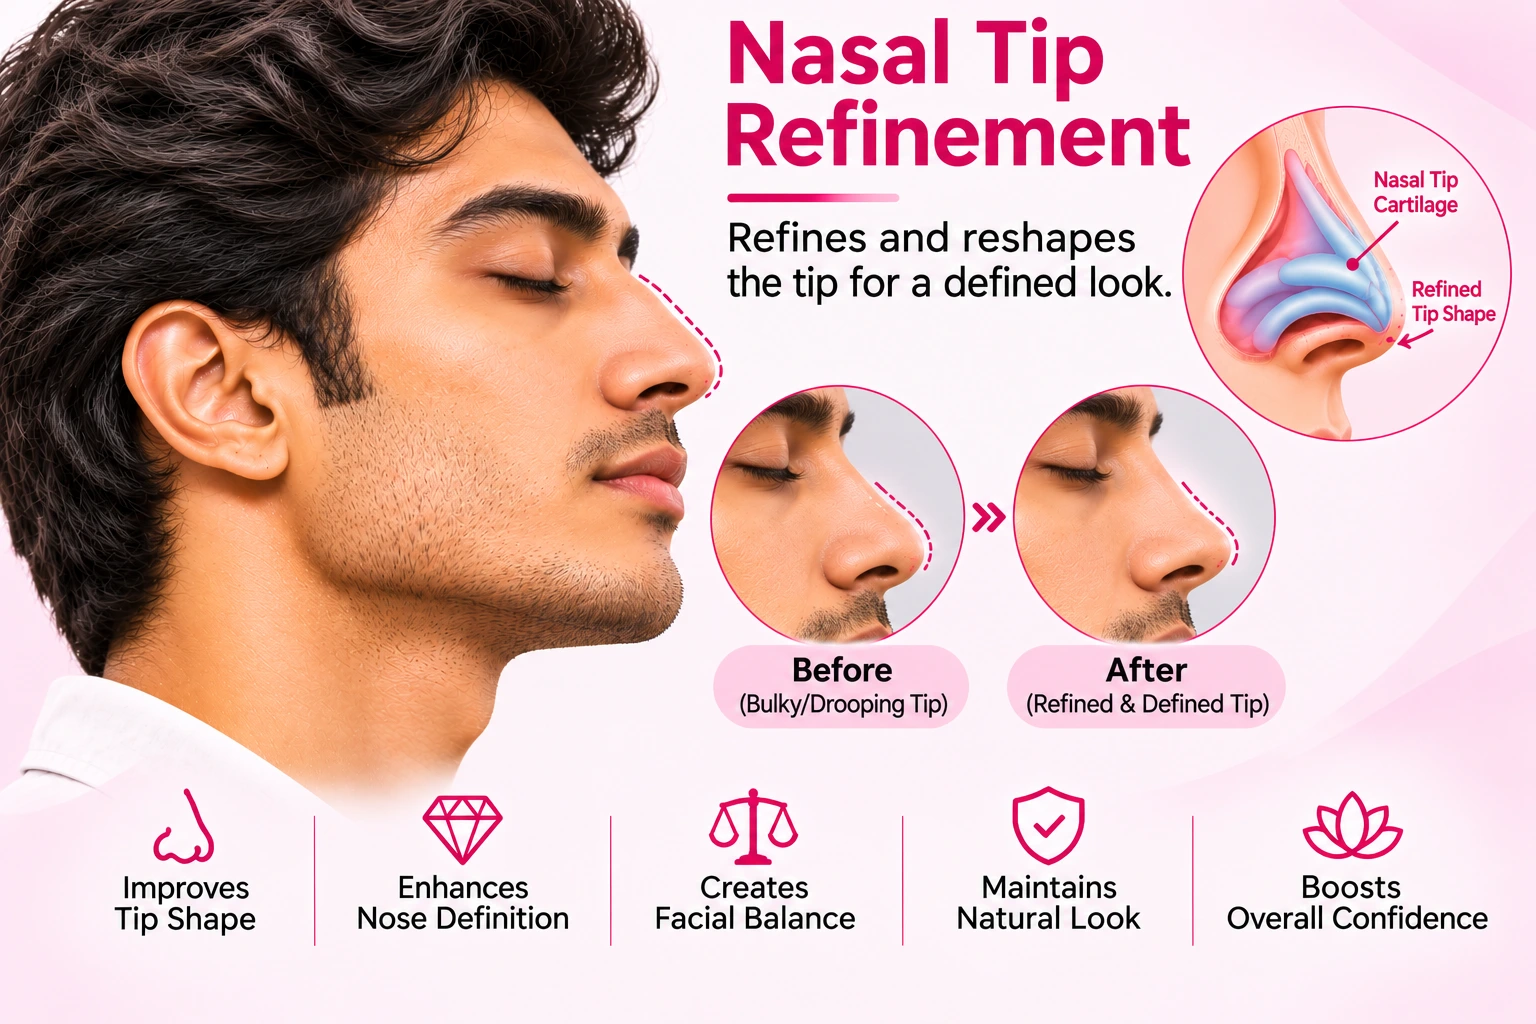 Nasal Tip
Refinement
Refines and reshapes
the tip for a defined look.
Nasal Tip
Cartilage
Refined
Tip Shape
Before
(Bulky/Drooping Tip)
After
(Refined & Defined Tip)
Improves
Tip Shape
Enhances
Nose Definition
Creates
Facial Balance
Maintains
Natural Look
Boosts
Overall Confidence